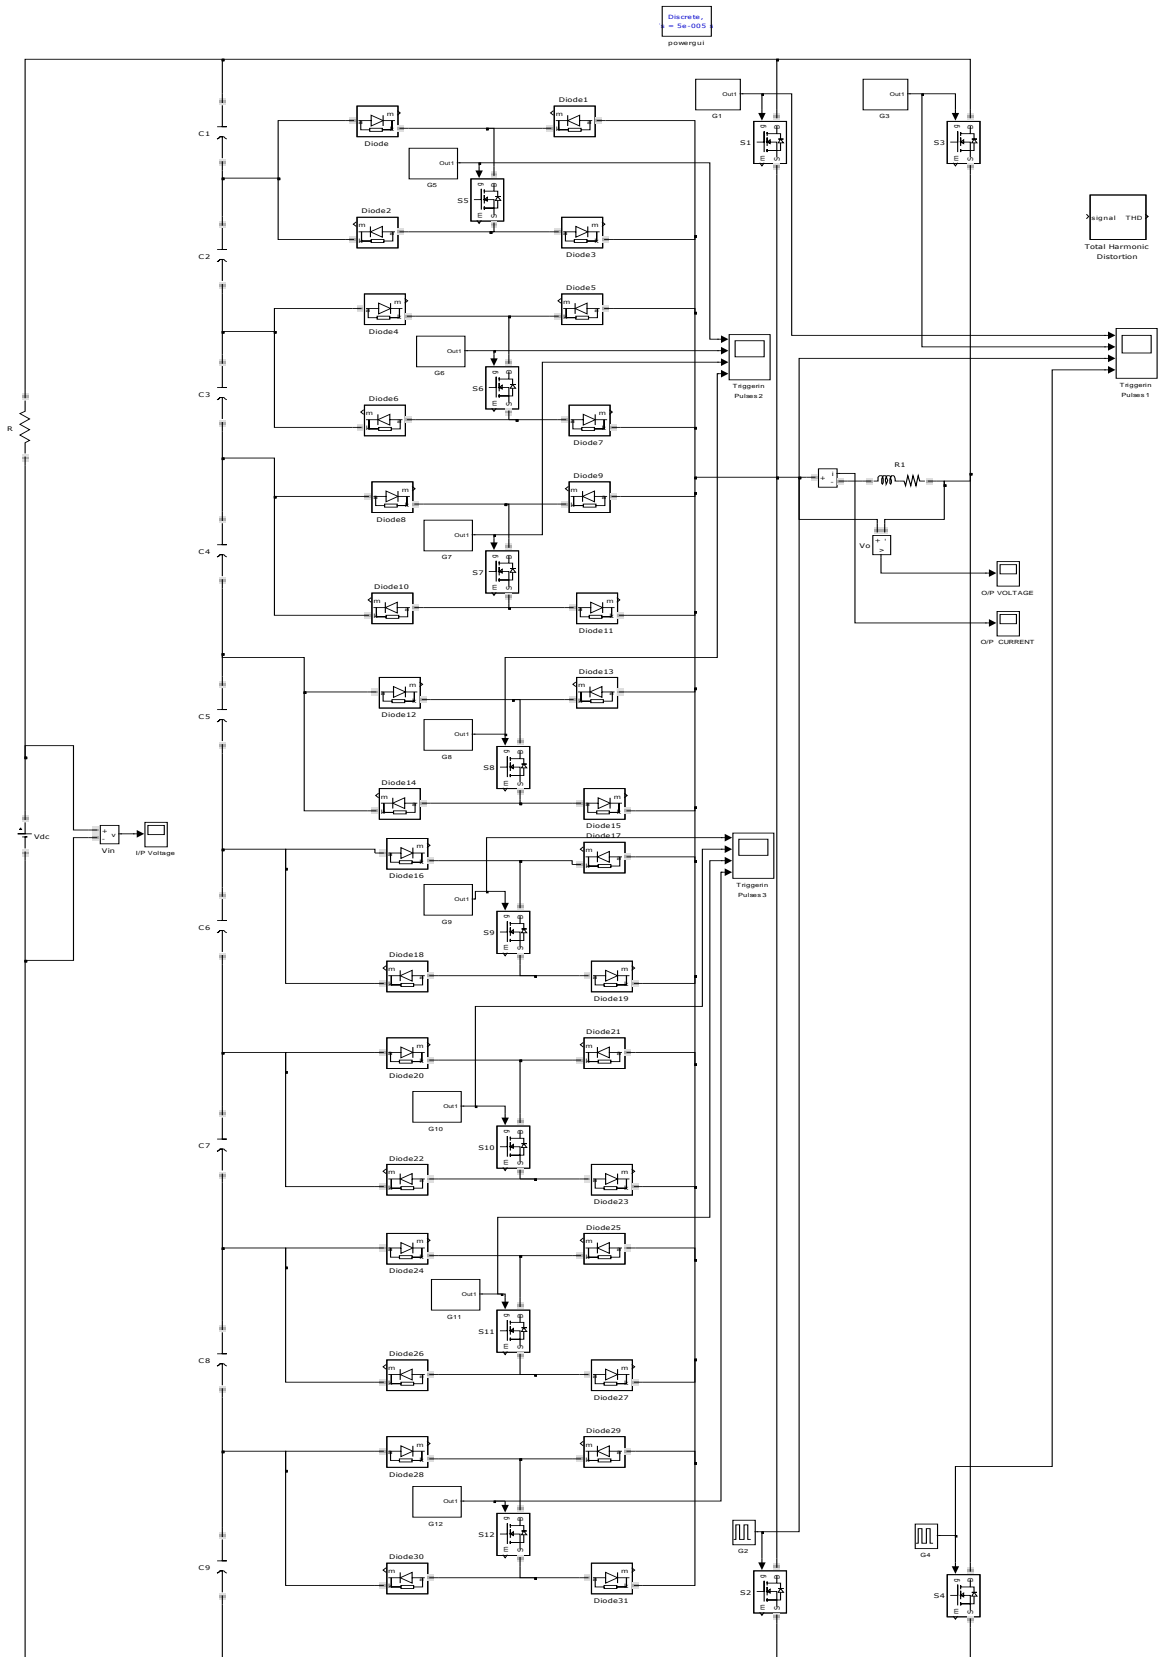 Discrete,
s = 5e-005 s
powergui
Out1
G1
S1
Out1
G3
S3
C1
m
Diode
Diode1
m
Out1
G5
S5
Diode2
m
m
Diode3
signal THD
Total Harmonic
Distortion
C2
m
Diode4
Diode5
m
Out1
G6
S6
Triggerin
Pulses2
Triggerin
Pulses1
C3
R
Diode6
m
m
Diode7
R1
m
Diode8
Diode9
m
Out1
G7
S7
C4
Vo
O/P VOLTAGE
Diode10
m
m
Diode11
O/P CURRENT
m
Diode12
Diode13
m
C5
Out1
G8
S8
Diode14
m
m
Diode15
Vdc
Vin
I/P Voltage
Diode17
m
m
Diode16
Triggerin
Pulses3
Out1
G9
S9
C6
Diode18
m
m
Diode19
m
Diode20
Diode21
m
Out1
G10
S10
C7
Diode22
m
m
Diode23
m
Diode24
Diode25
m
Out1
G11
S11
C8
Diode26
m
m
Diode27
m
Diode28
Diode29
m
Out1
G12
S12
G2
G4
C9
Diode30
m
m
Diode31
S2
S4